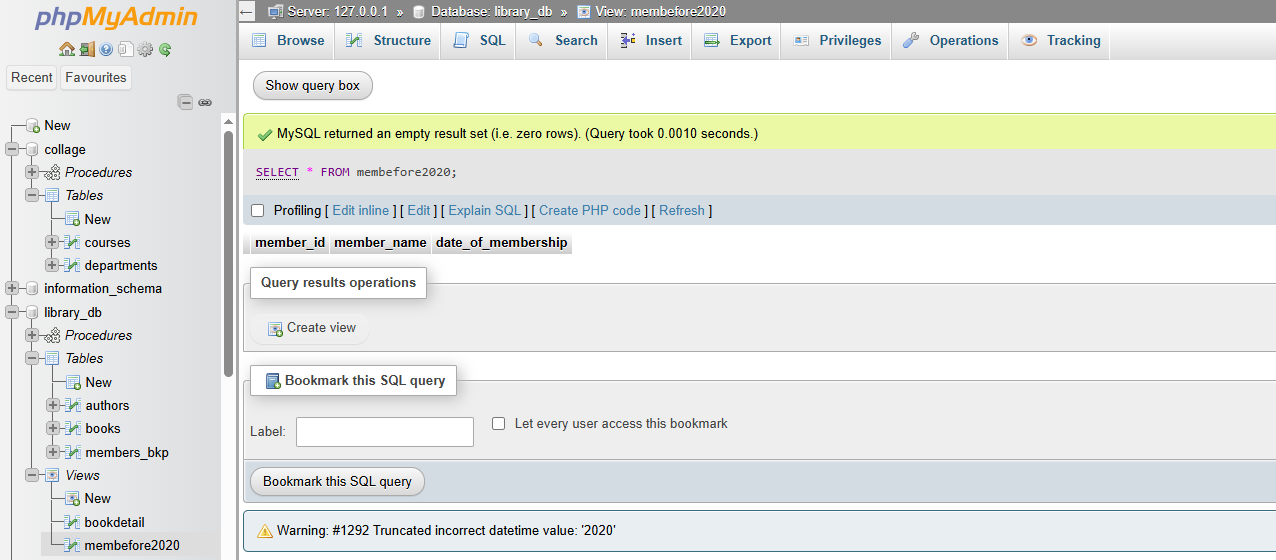 phpMyAdmin
Recent Favourites
New
collage
Procedures
Tables
New
courses
departments
information_schema
library_db
Procedures
Tables
New
authors
books
members_bkp
Views
New
bookdetail
membefore2020
Server: 127.0.0.1 » Database: library_db » View: membefore2020
Browse Structure SQL Search Insert Export Privileges Operations Tracking
Show query box
MySQL returned an empty result set (i.e. zero rows). (Query took 0.0010 seconds.)
SELECT * FROM membefore2020;
Profiling [ Edit inline ] [ Edit ] [ Explain SQL ] [ Create PHP code ] [ Refresh ]
member_id member_name date_of_membership
Query results operations
Create view
Bookmark this SQL query
Label: Let every user access this bookmark
Bookmark this SQL query
Warning: #1292 Truncated incorrect datetime value: '2020'